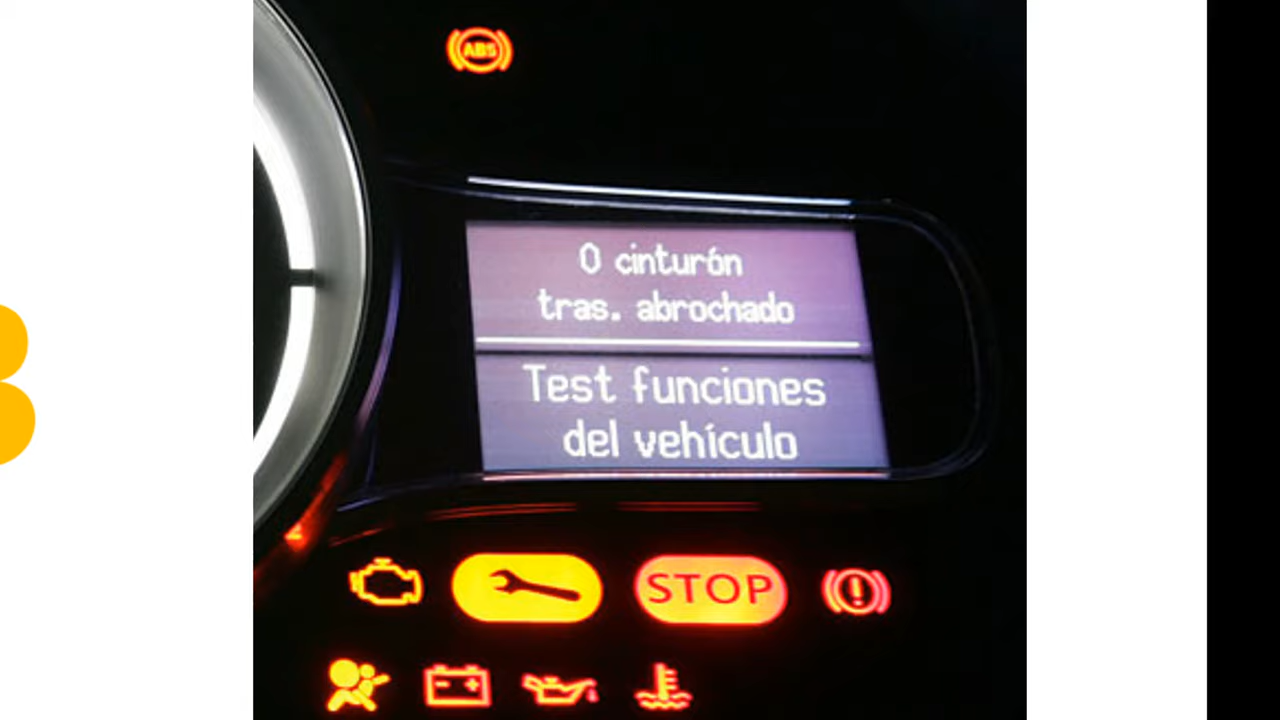 ABS
0 cinturón
tras. abrochado
Test funciones
del vehículo
STOP